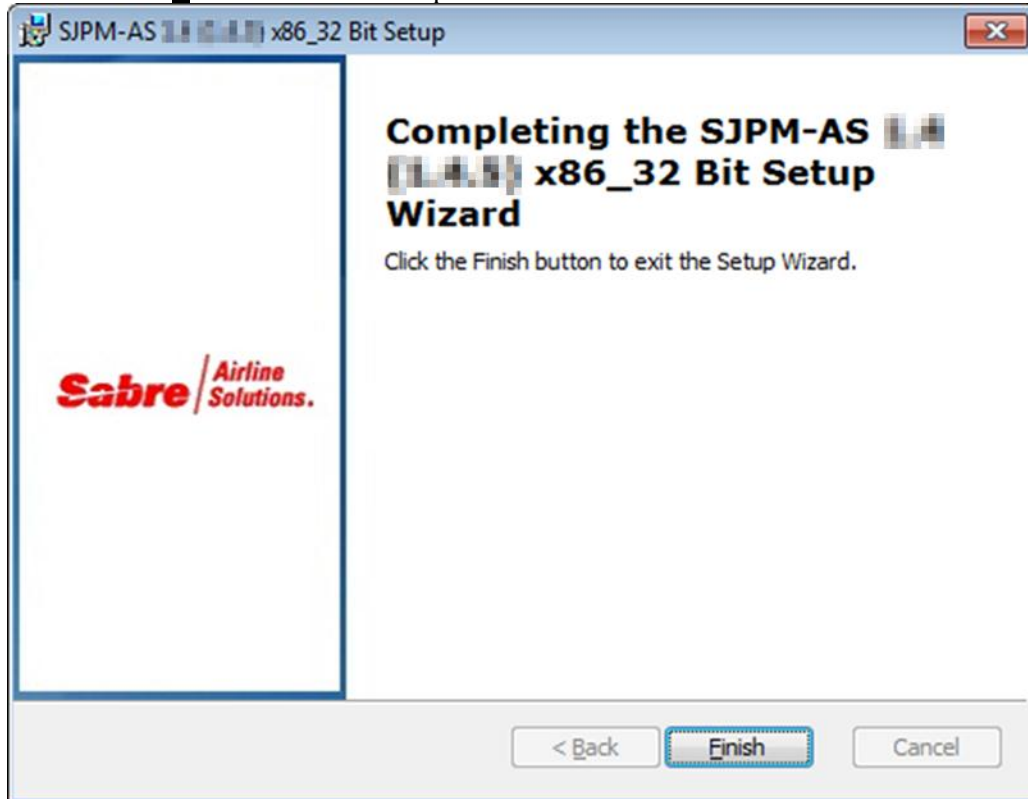 SJPM-AS x86_32 Bit Setup
Completing the SJPM-AS
x86_32 Bit Setup
Wizard
Click the Finish button to exit the Setup Wizard.
Sabre Airline
Solutions.
< Back Finish Cancel